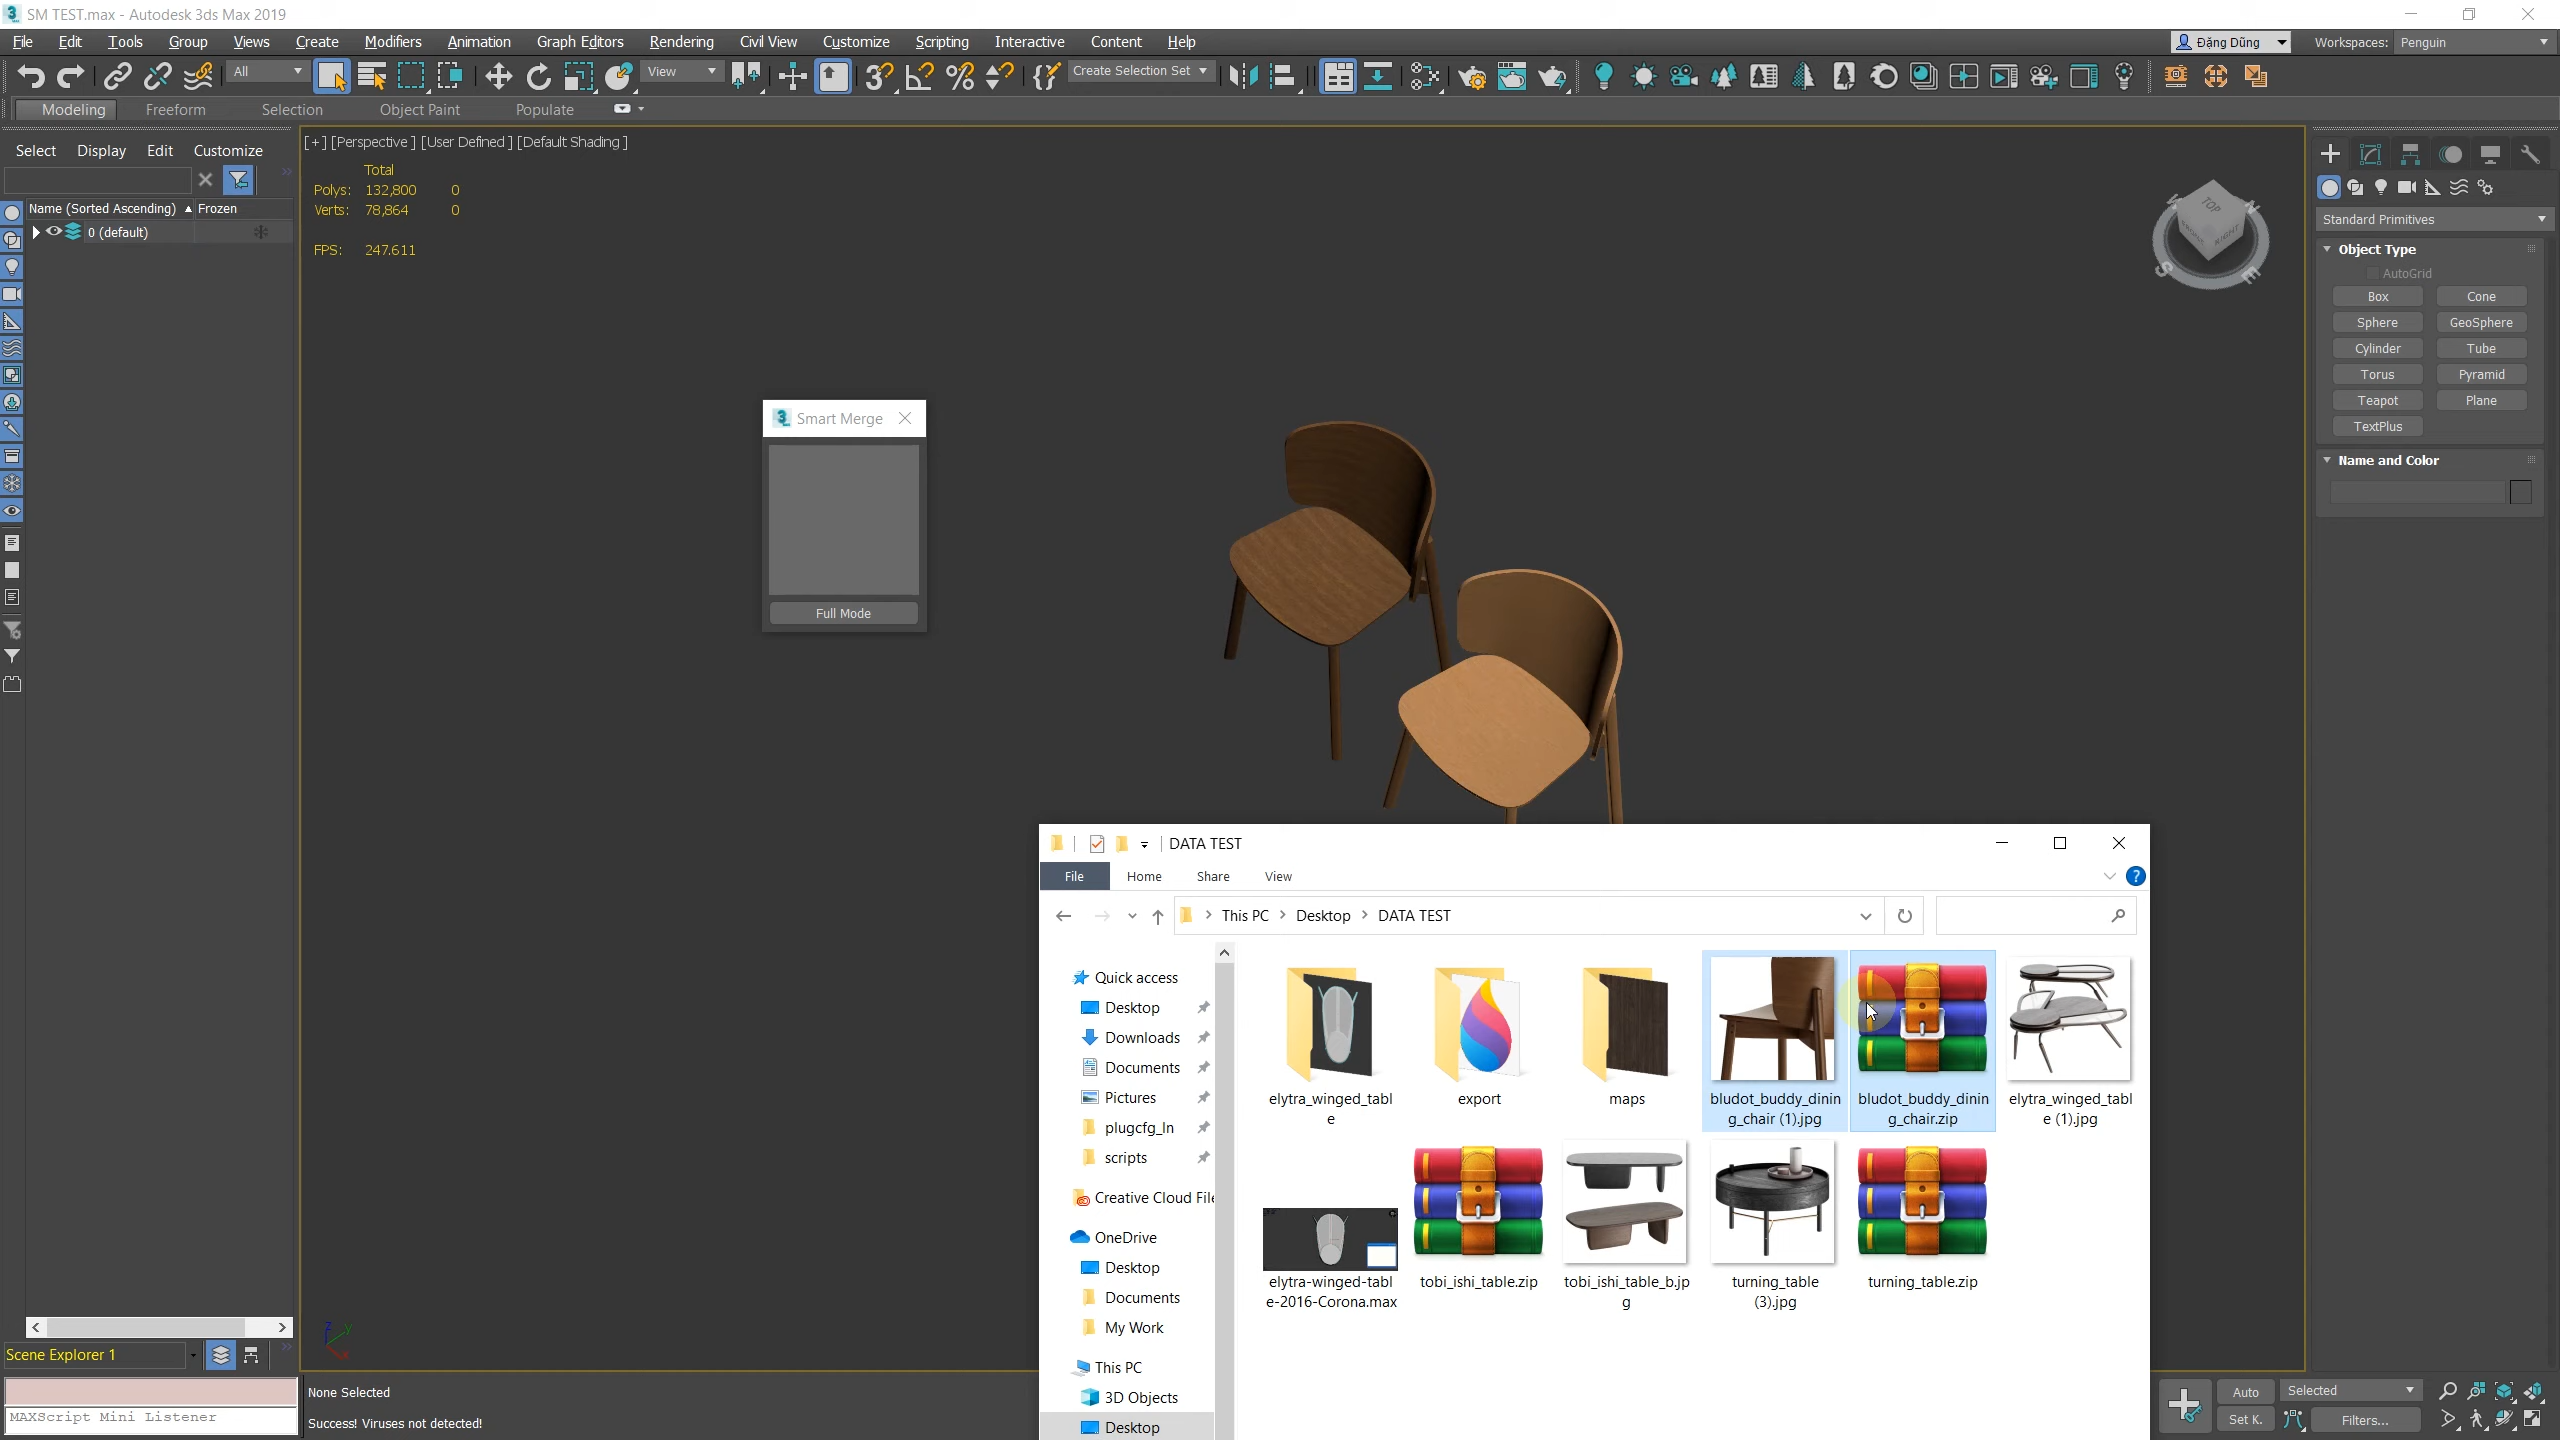 SM TEST.max - Autodesk 3ds Max 2019
File Edit Tools Group Views Create Modifiers Animation Graph Editors Rendering Civil View Customize Scripting Interactive Content Help
Đặng Dũng Workspaces: Penguin
All View Create Selection Set
Modeling Freeform Selection Object Paint Populate
Select Display Edit Customize
[+] [Perspective ] [User Defined ] [Default Shading ]
Total
Polys: 132,800 0
Verts: 78,864 0
FPS: 247.611
Name (Sorted Ascending) Frozen
0 (default)
TOP
FRONT RIGHT
S E
Standard Primitives
Object Type
AutoGrid
Box Cone
Sphere GeoSphere
Cylinder Tube
Torus Pyramid
Teapot Plane
TextPlus
Name and Color
Smart Merge
Full Mode
DATA TEST
File Home Share View
This PC > Desktop > DATA TEST
Quick access
Desktop
Downloads
Documents
Pictures
plugcfg_ln
scripts
Creative Cloud File
OneDrive
Desktop
Documents
My Work
This PC
3D Objects
Desktop
elytra_winged_tabl
e
export
maps
bludot_buddy_dinin
g_chair (1).jpg
bludot_buddy_dinin
g_chair.zip
elytra_winged_tabl
e (1).jpg
elytra-winged-tabl
e-2016-Corona.max
tobi_ishi_table.zip
tobi_ishi_table_b.jp
g
turning_table
(3).jpg
turning_table.zip
z y x
Scene Explorer 1
MAXScript Mini Listener
None Selected
Success! Viruses not detected!
Auto Selected
Set K. Filters...